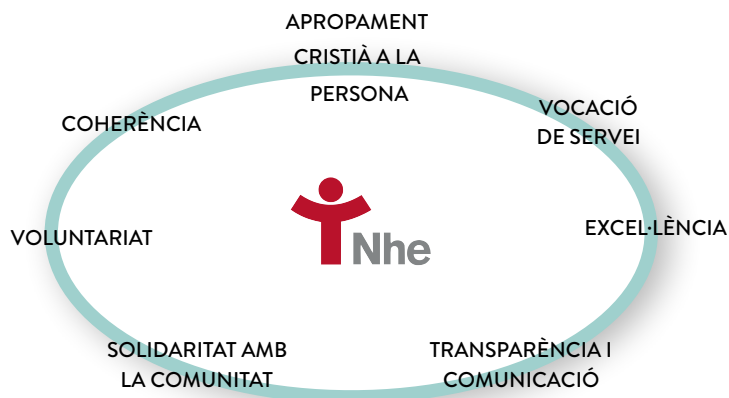 APROPAMENT
CRISTIÀ A LA
PERSONA
VOCACIÓ
DE SERVEI
COHERÈNCIA
EXCEL·LÈNCIA
VOLUNTARIAT
Nhe
SOLIDARITAT AMB
LA COMUNITAT
TRANSPARÈNCIA I
COMUNICACIÓ